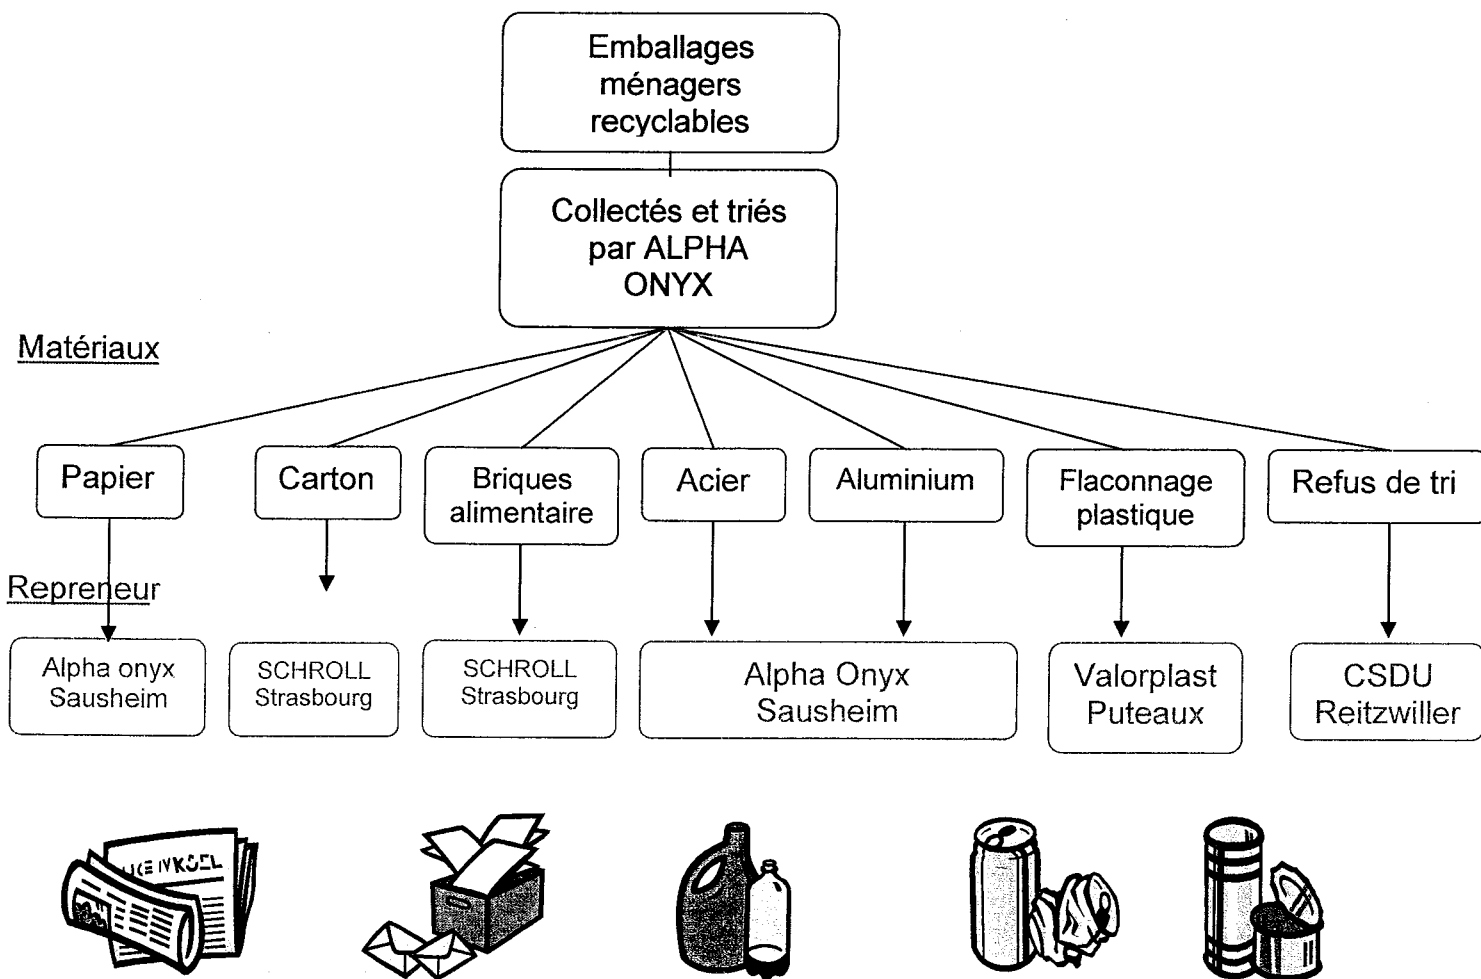 Emballages
ménagers
recyclables
Collectés et triés
par ALPHA
ONYX
Matériaux
Papier
Carton
Briques
alimentaire
Acier
Aluminium
Flaconnage
plastique
Refus de tri
Repreneur
Alpha onyx
Sausheim
SCHROLL
Strasbourg
SCHROLL
Strasbourg
Alpha Onyx
Sausheim
Valorplast
Puteaux
CSDU
Reitzwiller